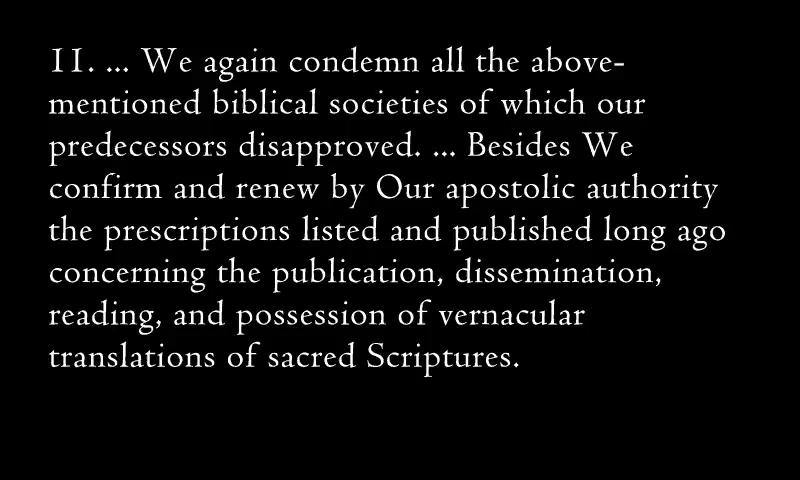 11. ... We again condemn all the above-
mentioned biblical societies of which our
predecessors disapproved. ... Besides We
confirm and renew by Our apostolic authority
the prescriptions listed and published long ago
concerning the publication, dissemination,
reading, and possession of vernacular
translations of sacred Scriptures.